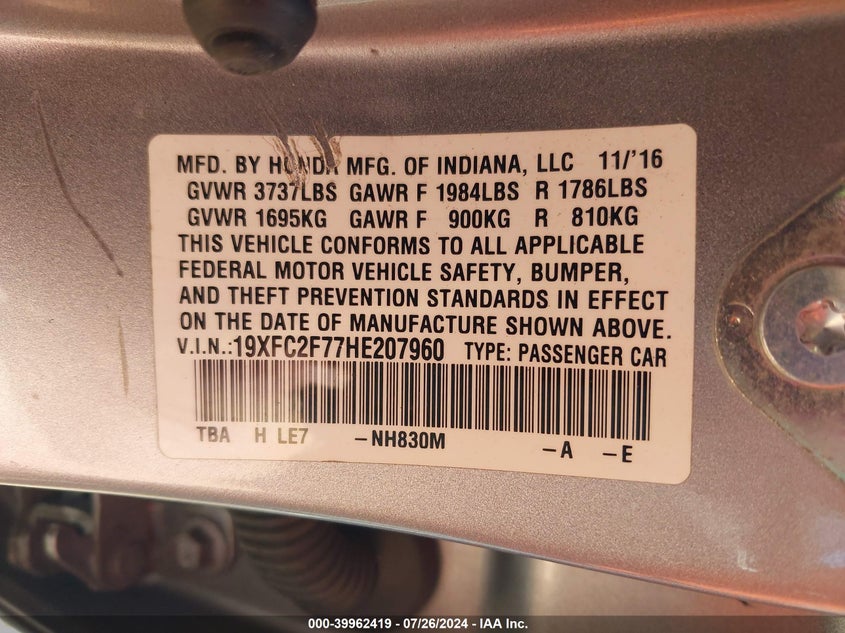 MFD. BY HONDA MFG. OF INDIANA, LLC 11/'16
GVWR 3737LBS GAWR F 1984LBS R 1786LBS
GVWR 1695KG GAWR F 900KG R 810KG
THIS VEHICLE CONFORMS TO ALL APPLICABLE
FEDERAL MOTOR VEHICLE SAFETY, BUMPER,
AND THEFT PREVENTION STANDARDS IN EFFECT
ON THE DATE OF MANUFACTURE SHOWN ABOVE.
V.I.N.:19XFC2F77HE207960 TYPE: PASSENGER CAR
TBA H LE7 -NH830M -A -E
000-39962419 / 07/26/2024 - IAA Inc.